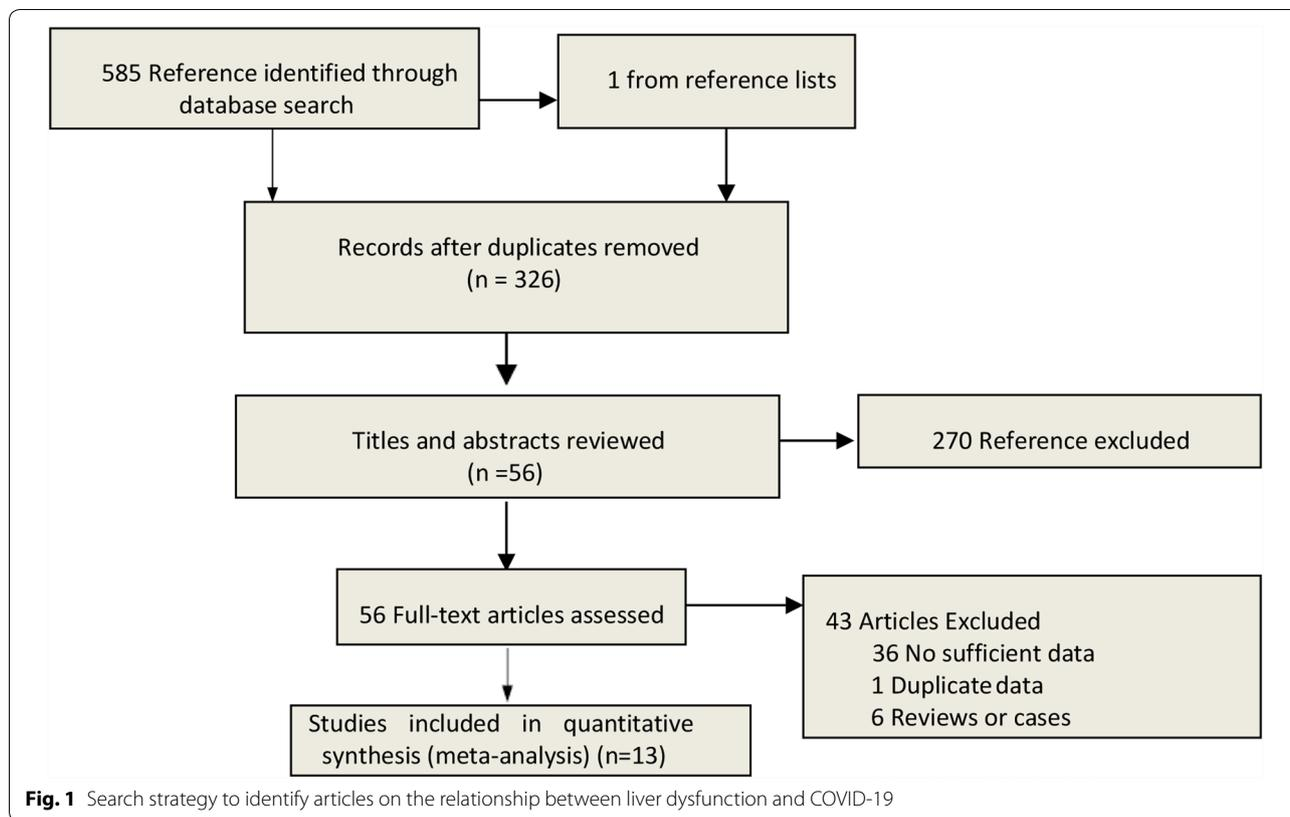 585 Reference identified through
database search
1 from reference lists
Records after duplicates removed
(n = 326)
Titles and abstracts reviewed
(n =56)
270 Reference excluded
56 Full-text articles assessed
43 Articles Excluded
36 No sufficient data
1 Duplicate data
6 Reviews or cases
Studies included in quantitative
synthesis (meta-analysis) (n=13)
Fig. 1 Search strategy to identify articles on the relationship between liver dysfunction and COVID-19